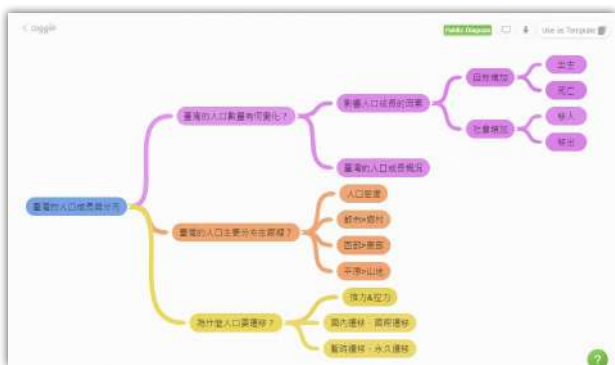 coggle
Public Diagram
Use as Template
出生
自然增加
死亡
影響人口成長的因素
移入
社會增加
移出
臺灣的人口數量有何變化？
臺灣的人口成長概況
臺灣的人口成長與分布
人口密度
都市>鄉村
臺灣的人口主要分布在哪裡？
西部>東部
平原>山地
推力&拉力
為什麼人口要遷移？
國內遷移、國際遷移
暫時遷移、永久遷移
?